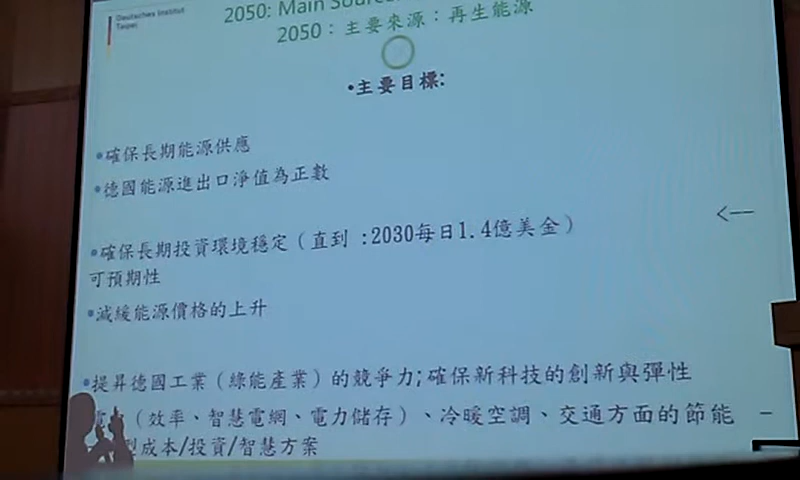 Deutsches Institut
Taipei
2050: Main Sourc
2050：主要來源：再生能源
•主要目標:
•確保長期能源供應
•德國能源進出口淨值為正數
•確保長期投資環境穩定（直到 :2030每日1.4億美金）
可預期性
•減緩能源價格的上升
•提昇德國工業（綠能產業）的競爭力;確保新科技的創新與彈性
（效率、智慧電網、電力儲存）、冷暖空調、交通方面的節能
型成本/投資/智慧方案